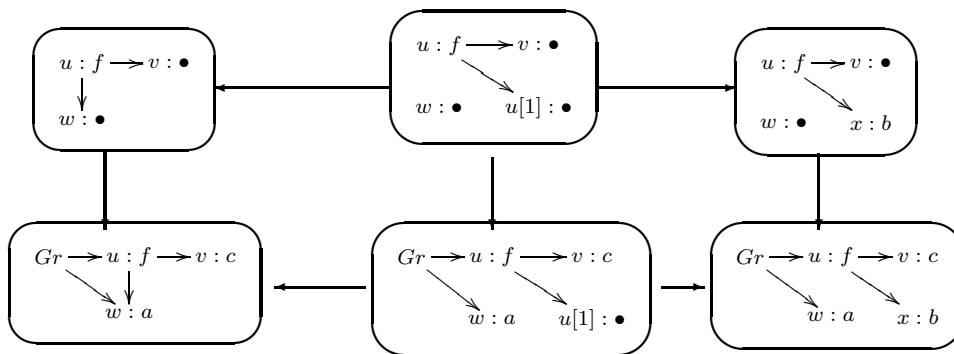 u : f v : •
w : •
u : f v : •
w : • u[1] : •
u : f v : •
w : • x : b
Gr u : f v : c
w : a
Gr u : f v : c
w : a u[1] : •
Gr u : f v : c
w : a x : b